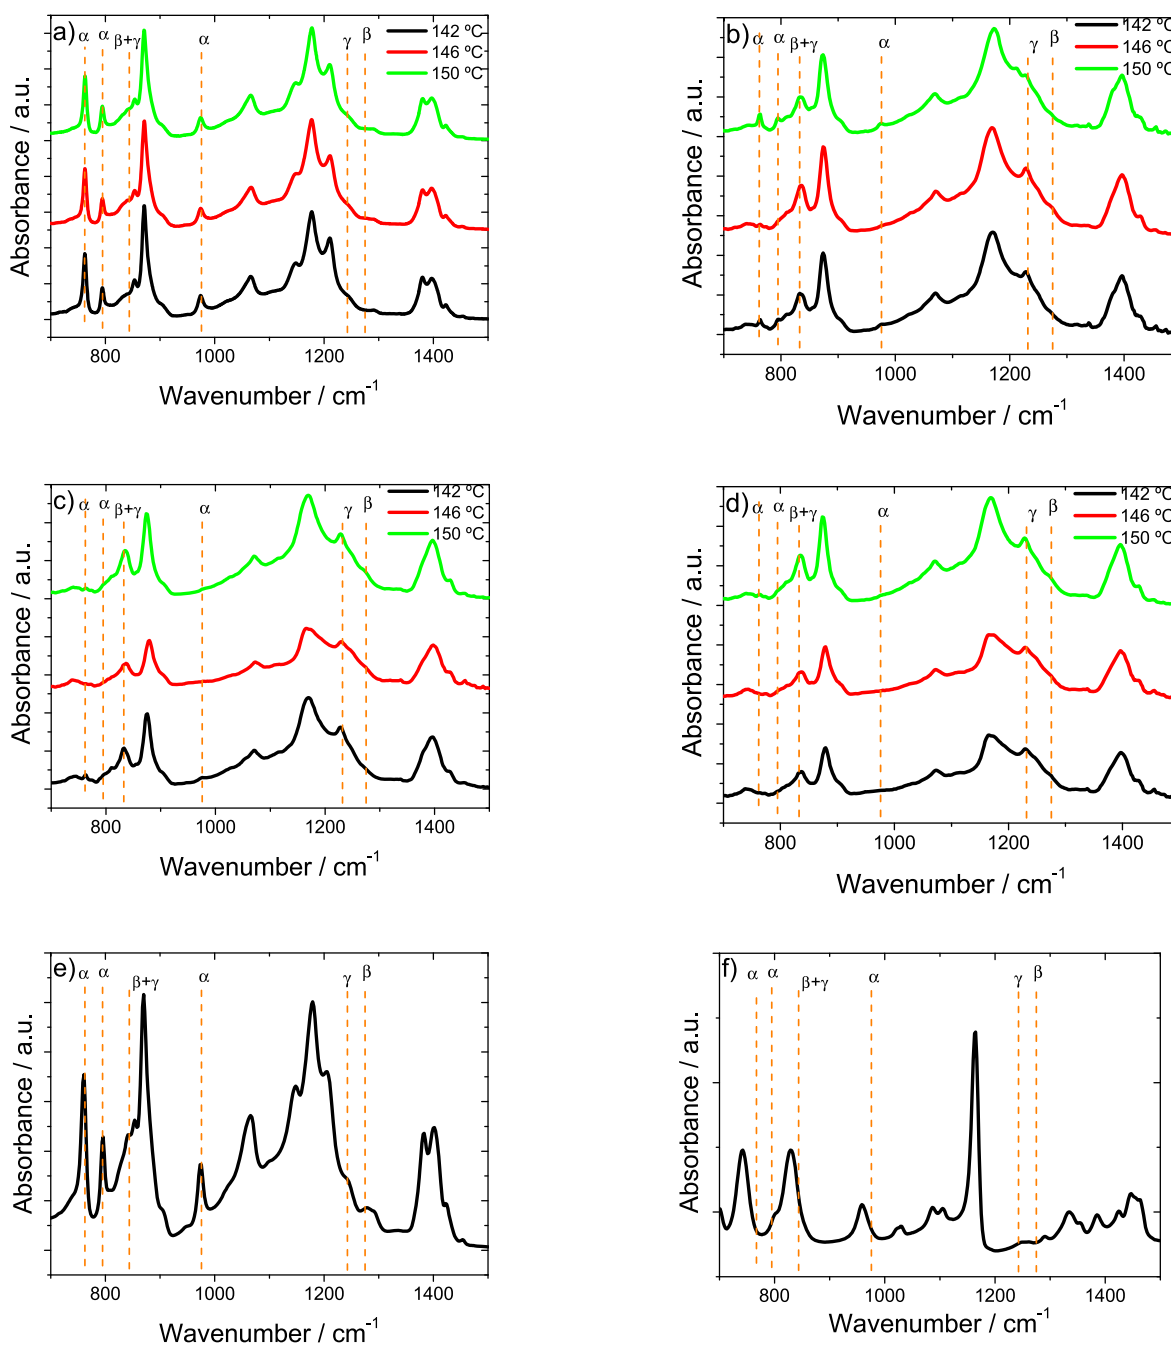 a)
α α β+γ α γ β
142 ºC
146 ºC
150 ºC
Absorbance / a.u.
800 1000 1200 1400
Wavenumber / cm-1
b)
α α β+γ α γ β
142 ºC
146 ºC
150 ºC
Absorbance / a.u.
800 1000 1200 1400
Wavenumber / cm-1
c)
α α β+γ α γ β
142 ºC
146 ºC
150 ºC
Absorbance / a.u.
800 1000 1200 1400
Wavenumber / cm-1
d)
α α β+γ α γ β
142 ºC
146 ºC
150 ºC
Absorbance / a.u.
800 1000 1200 1400
Wavenumber / cm-1
e)
α α β+γ α γ β
Absorbance / a.u.
800 1000 1200 1400
Wavenumber / cm-1
f)
α α β+γ α γ β
Absorbance / a.u.
800 1000 1200 1400
Wavenumber / cm-1